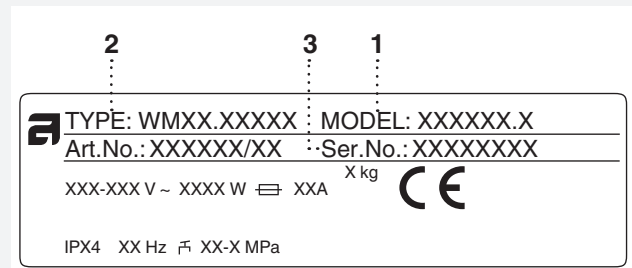 2 3 1
TYPE: WMXX.XXXXX MODEL: XXXXXX.X
Art.No.: XXXXXX/XX Ser.No.: XXXXXXXX
XXX-XXX V ~ XXXX W XXA X kg CE
IPX4 XX Hz XX-X MPa